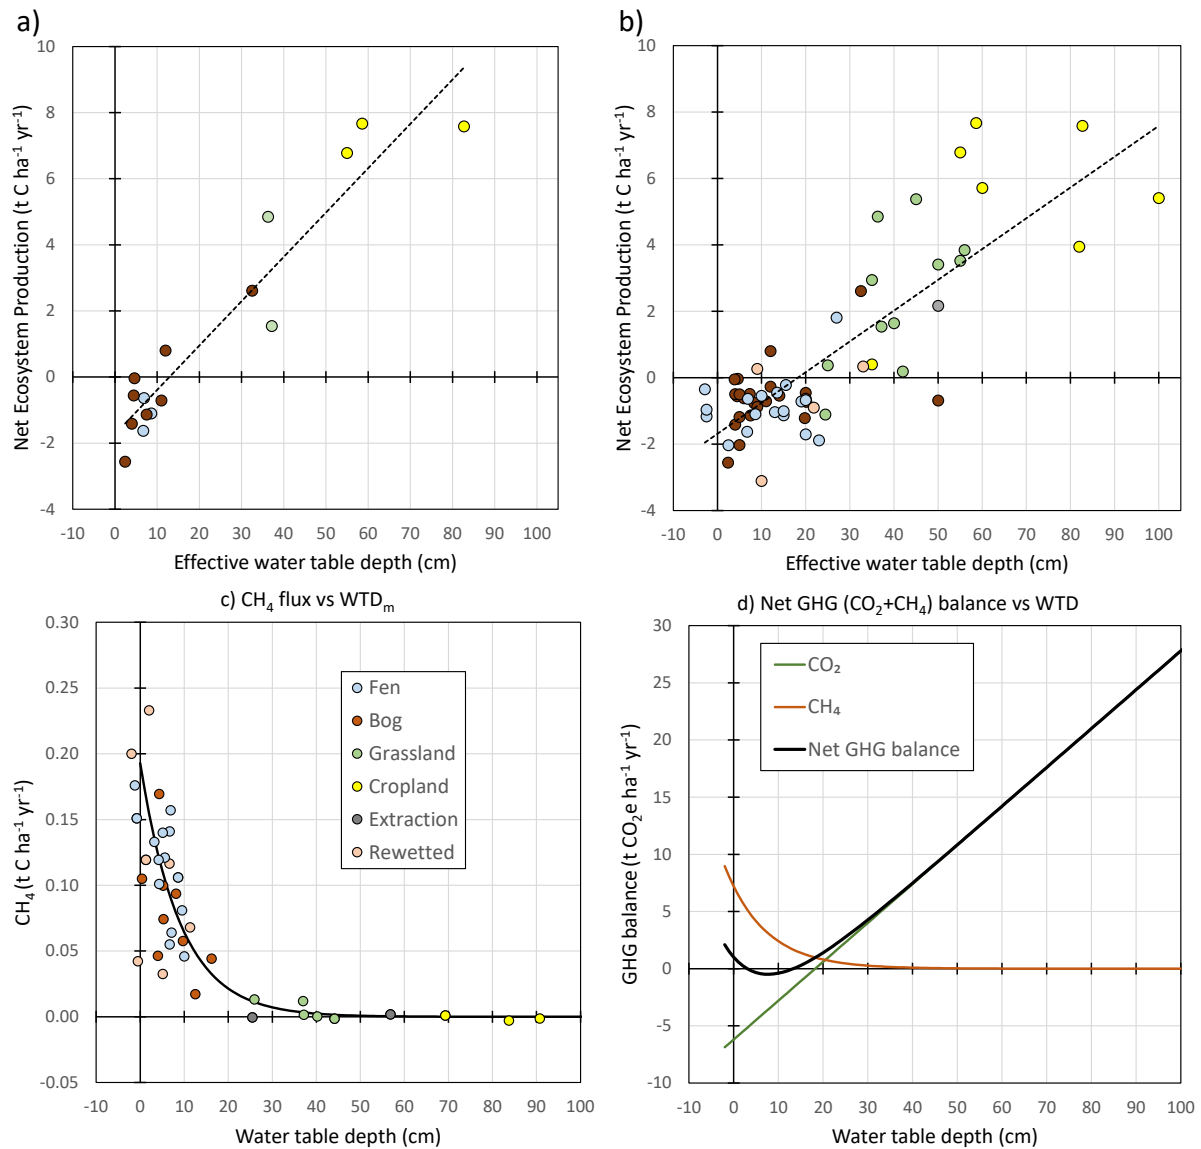 a)
10
8
6
4
2
0
-2
-4
Net Ecosystem Production (t C ha⁻¹ yr⁻¹)
-10 0 10 20 30 40 50 60 70 80 90 100
Effective water table depth (cm)
b)
10
8
6
4
2
0
-2
-4
Net Ecosystem Production (t C ha⁻¹ yr⁻¹)
-10 0 10 20 30 40 50 60 70 80 90 100
Effective water table depth (cm)
c) CH₄ flux vs WTDₘ
0.30
0.25
0.20
0.15
0.10
0.05
0.00
-0.05
CH₄ (t C ha⁻¹ yr⁻¹)
Fen
Bog
Grassland
Cropland
Extraction
Rewetted
-10 0 10 20 30 40 50 60 70 80 90 100
Water table depth (cm)
d) Net GHG (CO₂+CH₄) balance vs WTD
30
25
20
15
10
5
0
-5
-10
GHG balance (t CO₂e ha⁻¹ yr⁻¹)
CO₂
CH₄
Net GHG balance
-10 0 10 20 30 40 50 60 70 80 90 100
Water table depth (cm)